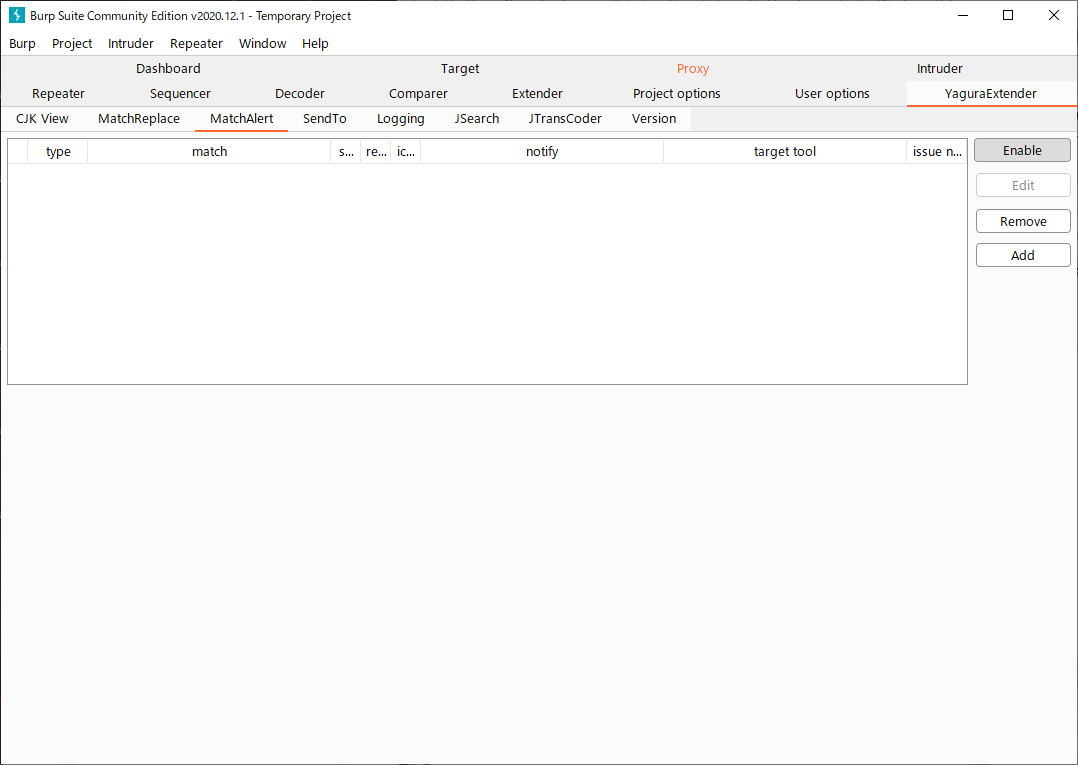 Burp Suite Community Edition v2020.12.1 - Temporary Project
Burp Project Intruder Repeater Window Help
Dashboard Target Proxy Intruder
Repeater Sequencer Decoder Comparer Extender Project options User options YaguraExtender
CJK View MatchReplace MatchAlert SendTo Logging JSearch JTransCoder Version
type match s... re... ic... notify target tool issue n... Enable
Edit
Remove
Add